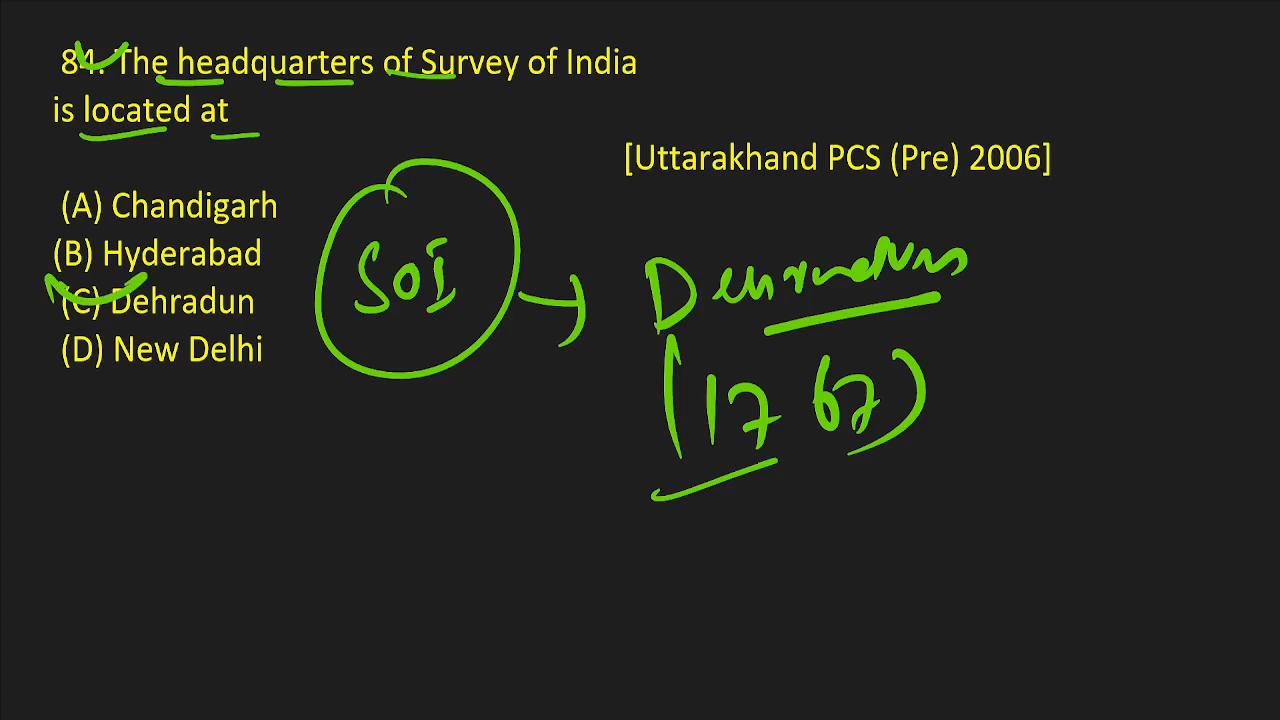 84. The headquarters of Survey of India
is located at
[Uttarakhand PCS (Pre) 2006]
(A) Chandigarh
(B) Hyderabad
(C) Dehradun
(D) New Delhi
SOI
Dehradun
(1767)